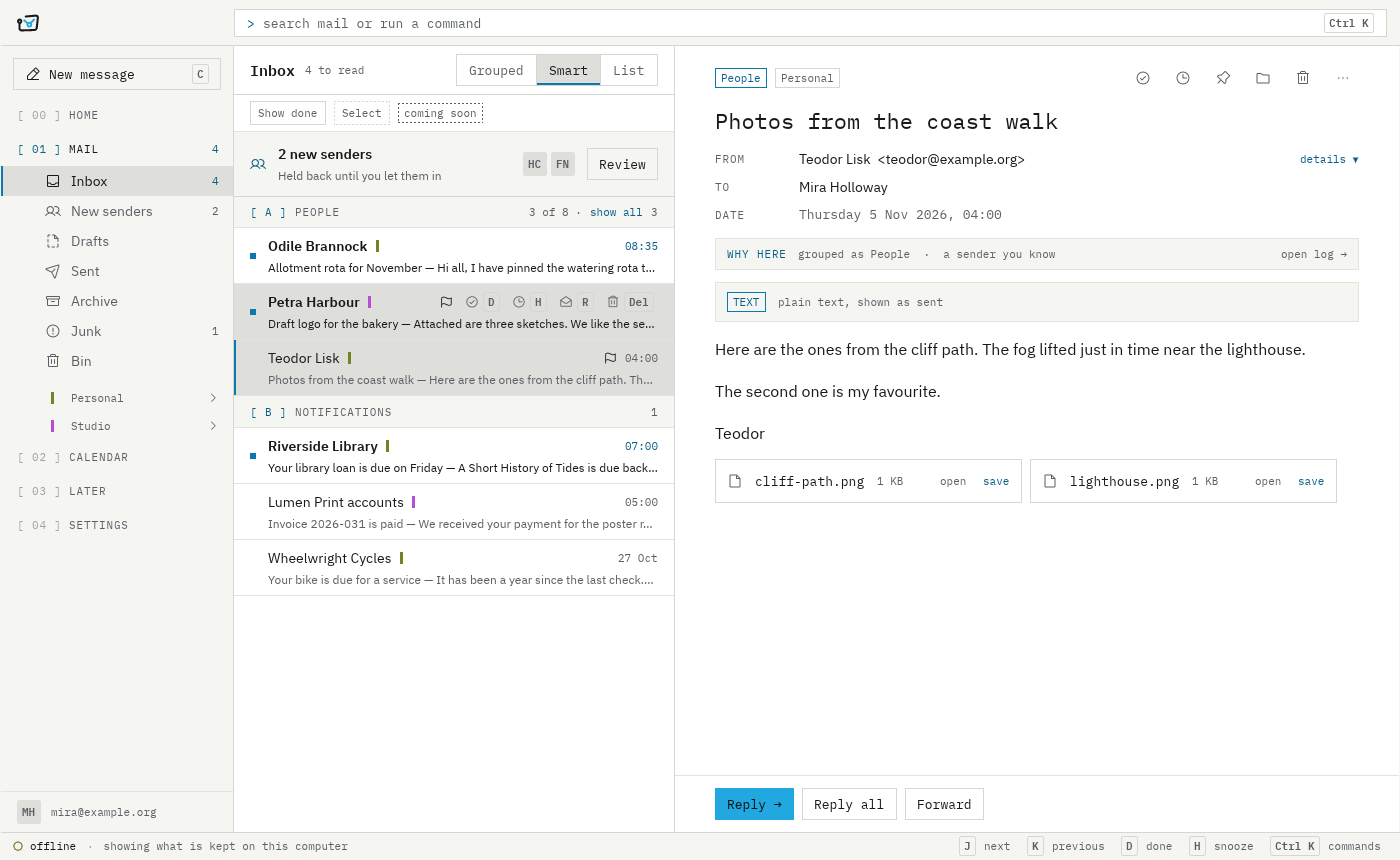 > search mail or run a command Ctrl K
New message C
[ 00 ] HOME
[ 01 ] MAIL 4
Inbox 4
New senders 2
Drafts
Sent
Archive
Junk 1
Bin
Personal
Studio
[ 02 ] CALENDAR
[ 03 ] LATER
[ 04 ] SETTINGS
MH mira@example.org
Inbox 4 to read Grouped Smart List
Show done Select coming soon
2 new senders
Held back until you let them in
HC FN Review
[ A ] PEOPLE 3 of 8 · show all 3
Odile Brannock 08:35
Allotment rota for November — Hi all, I have pinned the watering rota t…
Petra Harbour D H R Del
Draft logo for the bakery — Attached are three sketches. We like the se…
Teodor Lisk 04:00
Photos from the coast walk — Here are the ones from the cliff path. Th…
[ B ] NOTIFICATIONS 1
Riverside Library 07:00
Your library loan is due on Friday — A Short History of Tides is due back…
Lumen Print accounts 05:00
Invoice 2026-031 is paid — We received your payment for the poster r…
Wheelwright Cycles 27 Oct
Your bike is due for a service — It has been a year since the last check.…
People Personal
Photos from the coast walk
FROM Teodor Lisk <teodor@example.org> details ▾
TO Mira Holloway
DATE Thursday 5 Nov 2026, 04:00
WHY HERE grouped as People · a sender you know open log →
TEXT plain text, shown as sent
Here are the ones from the cliff path. The fog lifted just in time near the lighthouse.
The second one is my favourite.
Teodor
cliff-path.png 1 KB open save
lighthouse.png 1 KB open save
Reply → Reply all Forward
offline · showing what is kept on this computer
J next K previous D done H snooze Ctrl K commands